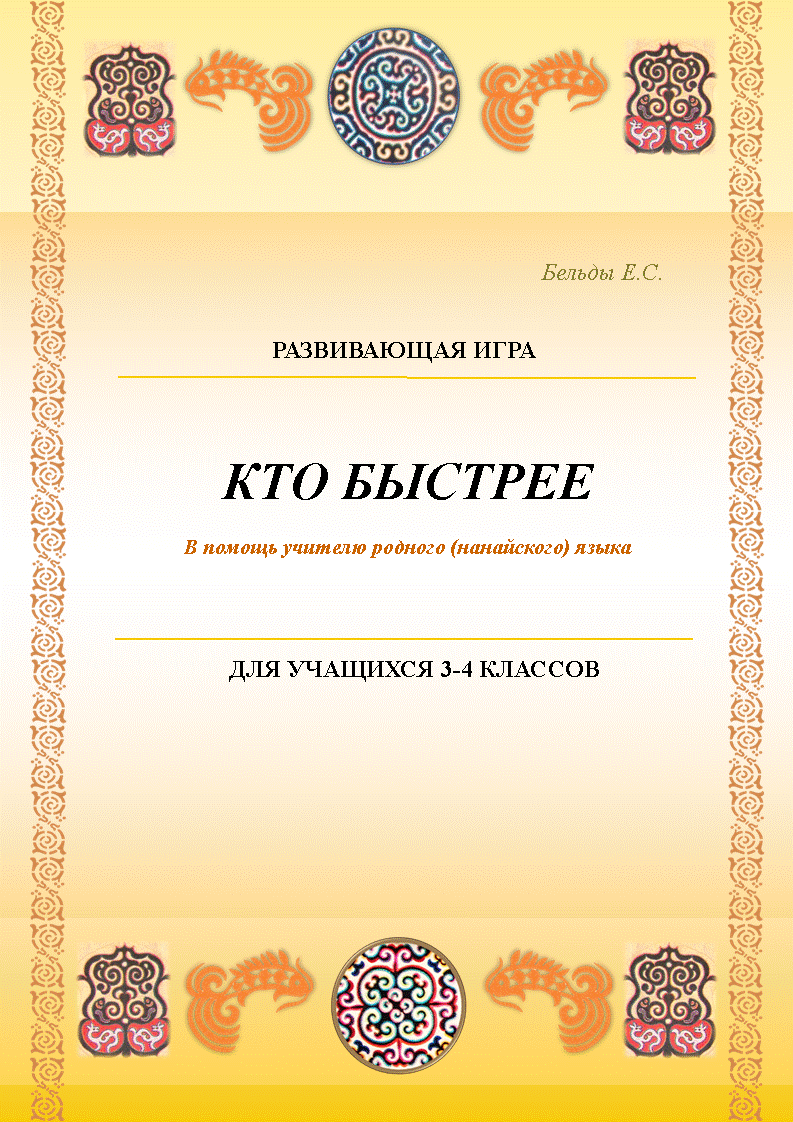 Бельды Е.С.
РАЗВИВАЮЩАЯ ИГРА
КТО БЫСТРЕЕ
В помощь учителю родного (нанайского) языка
ДЛЯ УЧАЩИХСЯ 3-4 КЛАССОВ